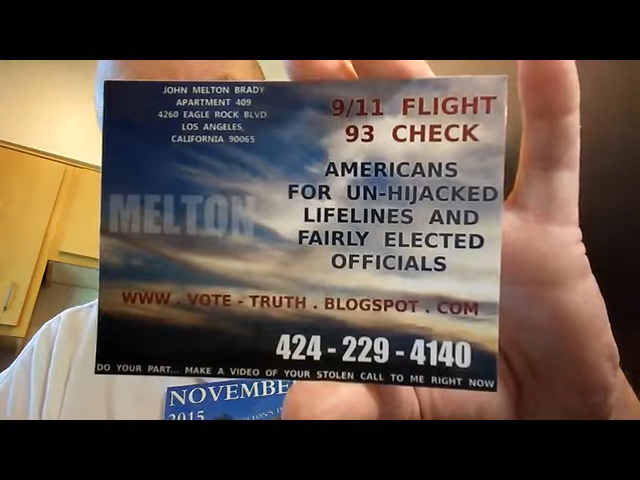 JOHN MELTON BRADY
APARTMENT 409
4260 EAGLE ROCK BLVD
LOS ANGELES,
CALIFORNIA 90065
9/11 FLIGHT
93 CHECK
AMERICANS
FOR UN-HIJACKED
LIFELINES AND
FAIRLY ELECTED
OFFICIALS
MELTON
WWW . VOTE - TRUTH . BLOGSPOT . COM
424 - 229 - 4140
DO YOUR PART... MAKE A VIDEO OF YOUR STOLEN CALL TO ME RIGHT NOW
NOVEMBE
2015